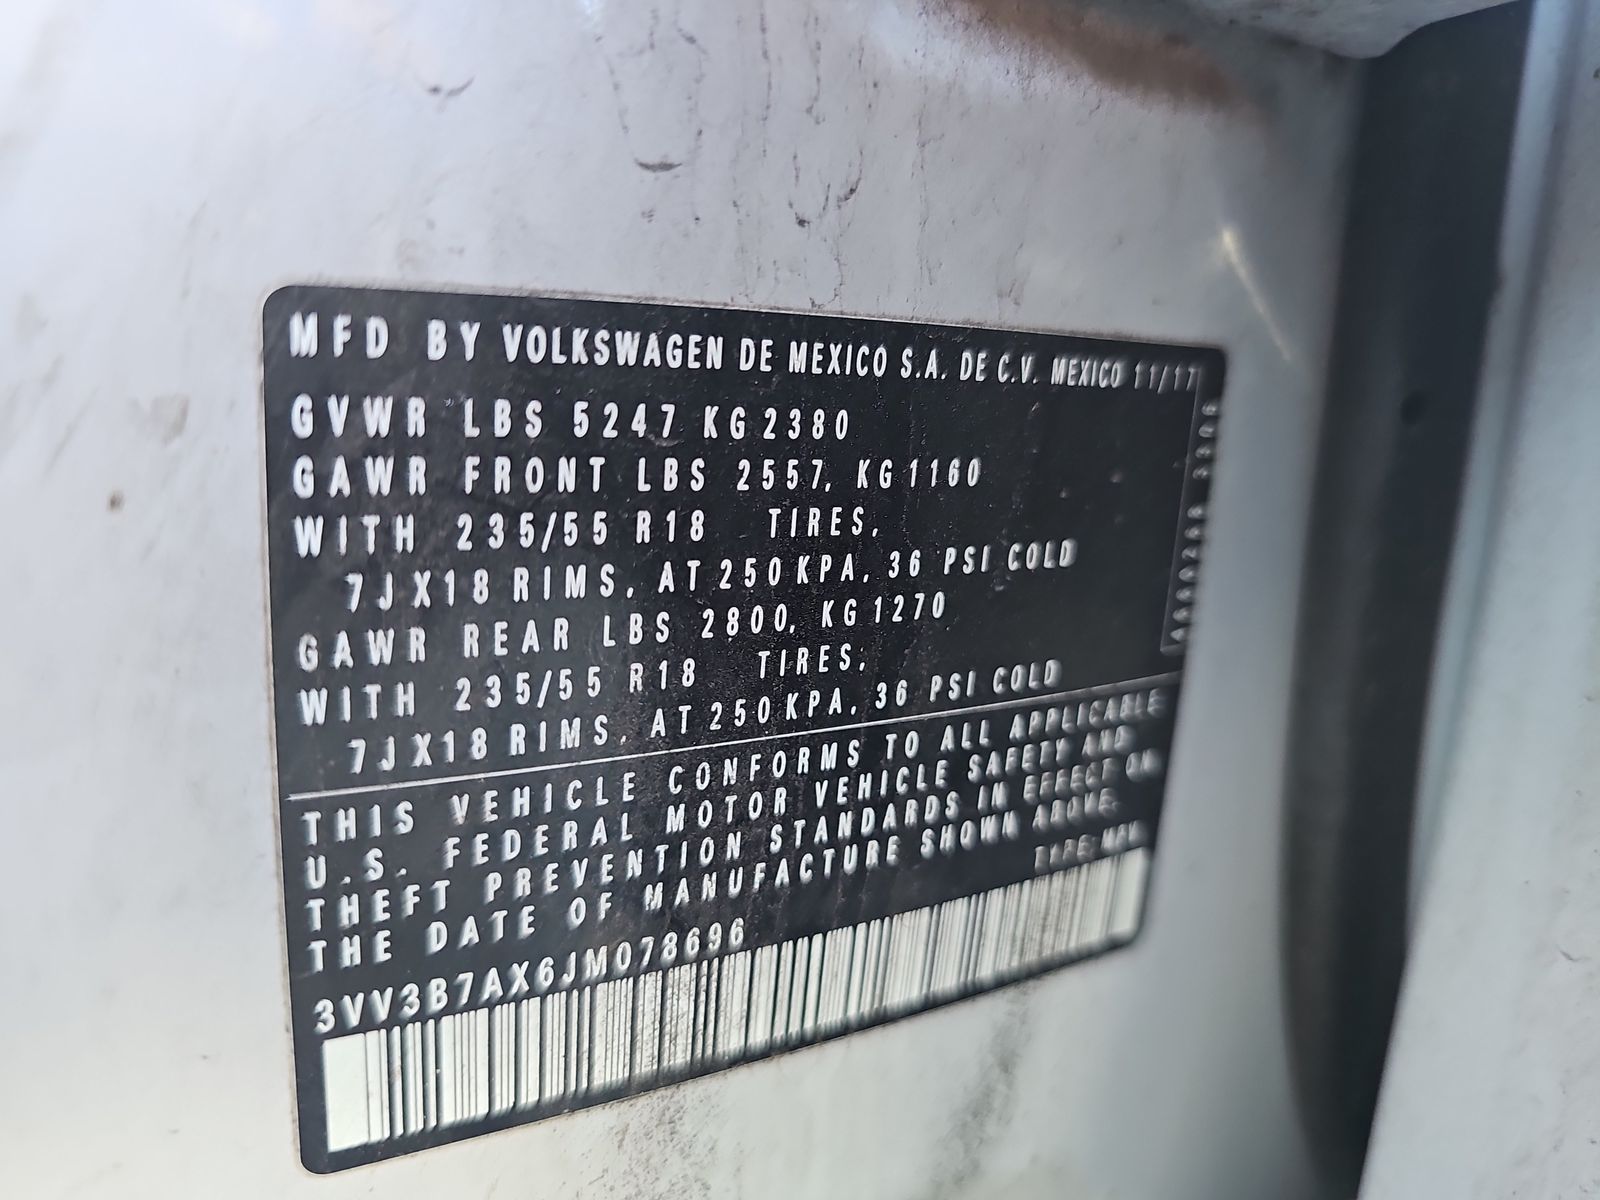 MFD BY VOLKSWAGEN DE MEXICO S.A. DE C.V. MEXICO 11/17
GVWR LBS 5247 KG 2380
GAWR FRONT LBS 2557, KG 1160
WITH 235/55 R18 TIRES,
7JX18 RIMS, AT 250 KPA, 36 PSI COLD
GAWR REAR LBS 2800, KG 1270
WITH 235/55 R18 TIRES,
7JX18 RIMS, AT 250 KPA, 36 PSI COLD
THIS VEHICLE CONFORMS TO ALL APPLICABLE
U.S. FEDERAL MOTOR VEHICLE SAFETY AND
THEFT PREVENTION STANDARDS IN EFFECT ON
THE DATE OF MANUFACTURE SHOWN ABOVE.
TYPE: MPV
3VV3B7AX6JM078696